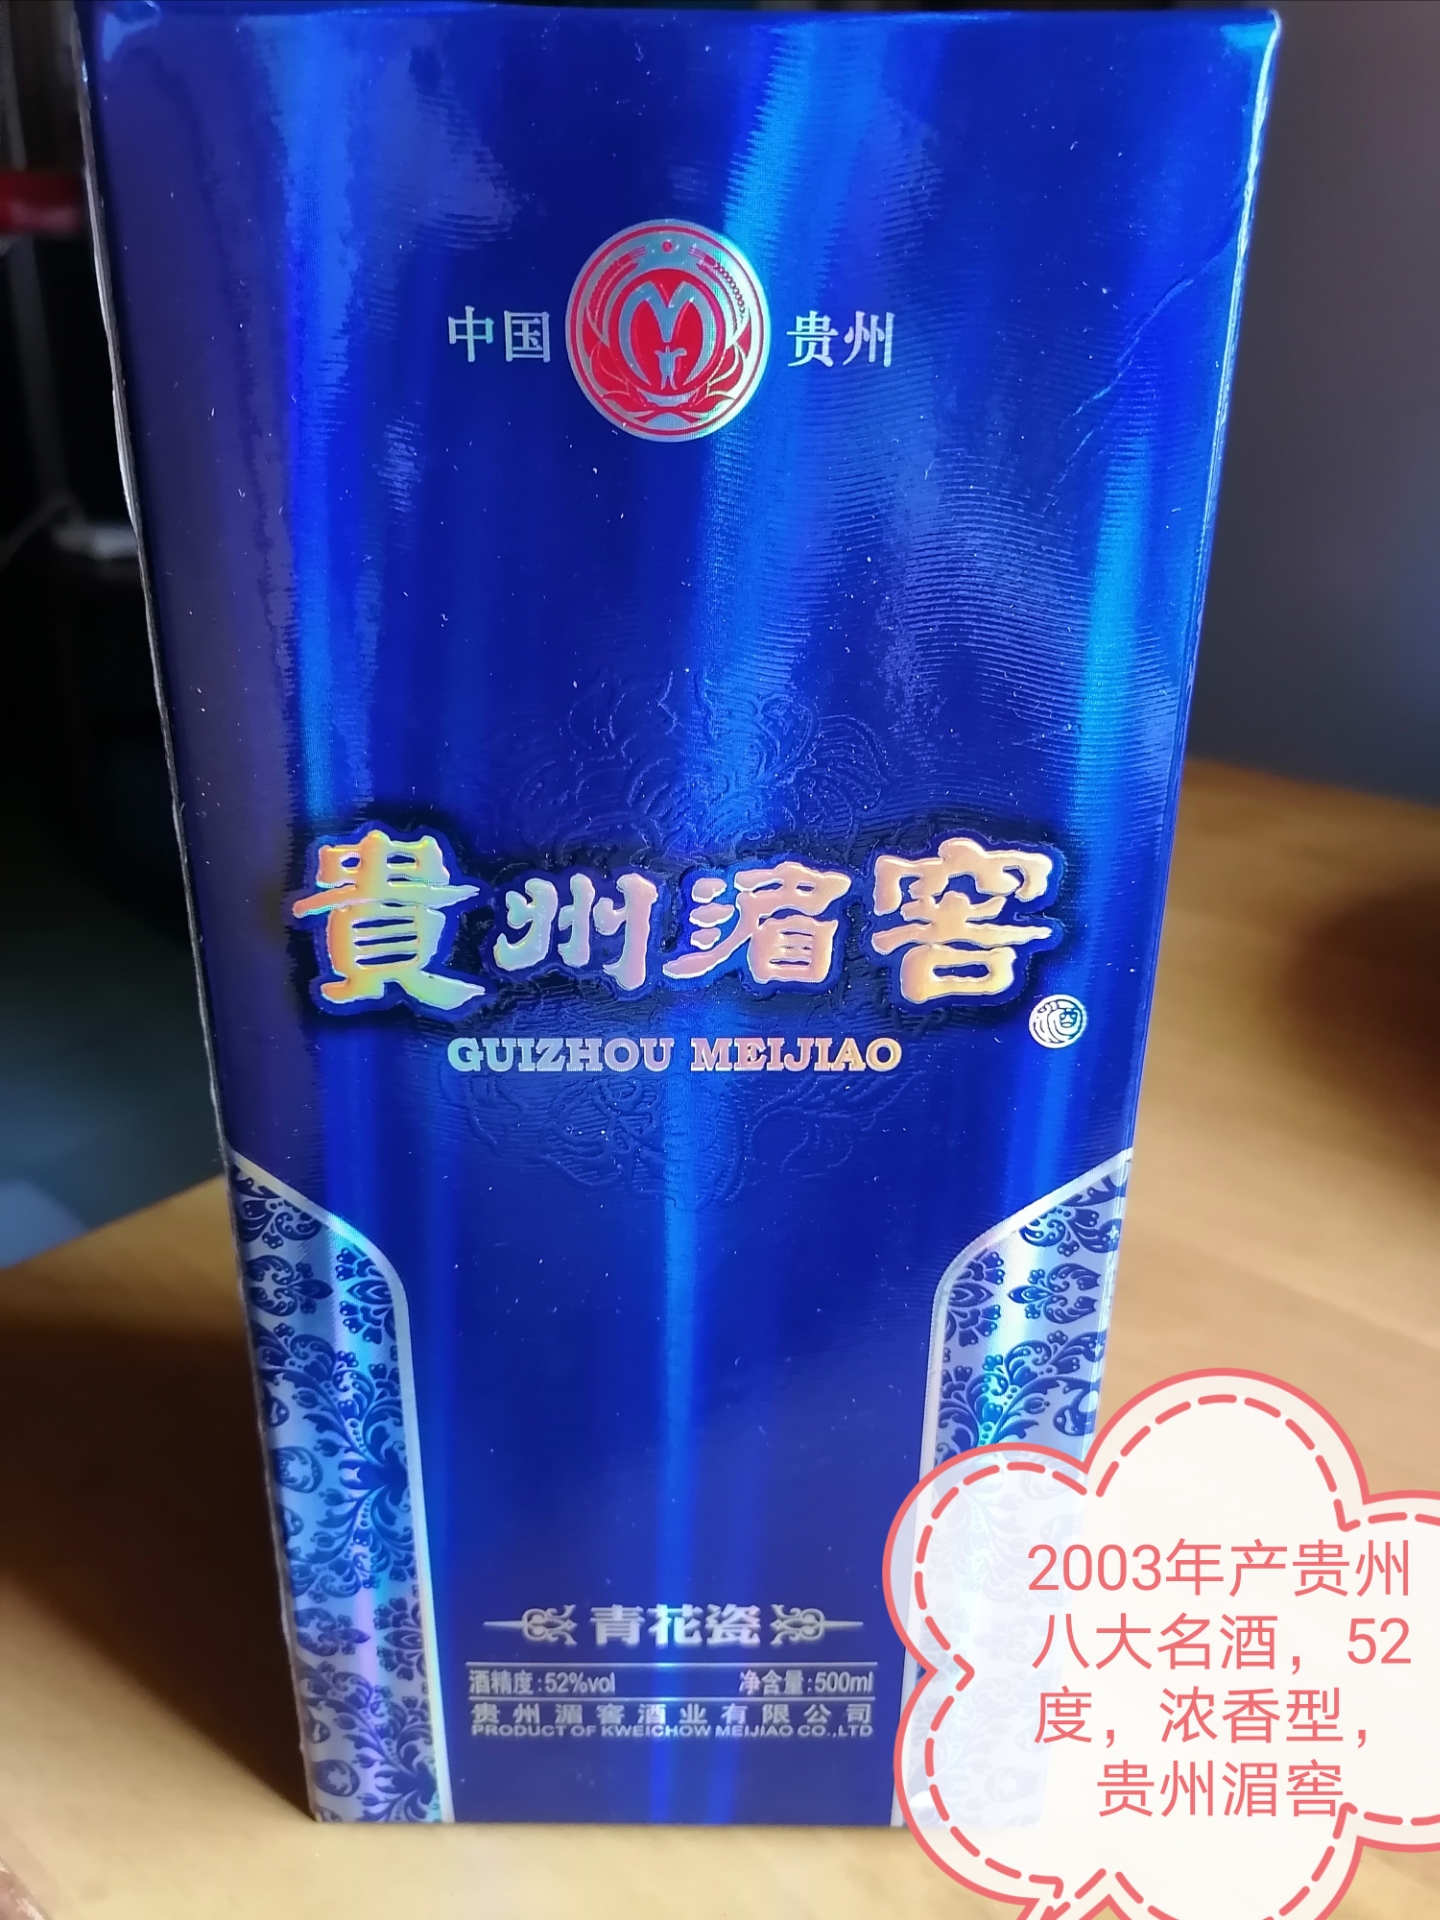 中国 贵州
貴州湄窖
GUIZHOU MEIJIAO
青花瓷
酒精度:52%vol 净含量:500ml
贵州湄窖酒业有限公司
PRODUCT OF KWEICHOW MEIJIAO CO.,LTD
2003年产贵州
八大名酒，52
度，浓香型，
贵州湄窖